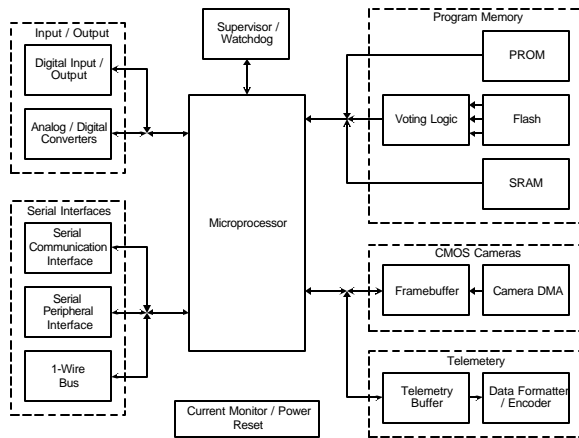 Input / Output
Digital Input /
Output
Analog / Digital
Converters
Serial Interfaces
Serial
Communication
Interface
Serial
Peripheral
Interface
1-Wire
Bus
Supervisor /
Watchdog
Microprocessor
Current Monitor / Power
Reset
Program Memory
PROM
Voting Logic
Flash
SRAM
CMOS Cameras
Framebuffer
Camera DMA
Telemetery
Telemetry
Buffer
Data Formatter
/ Encoder